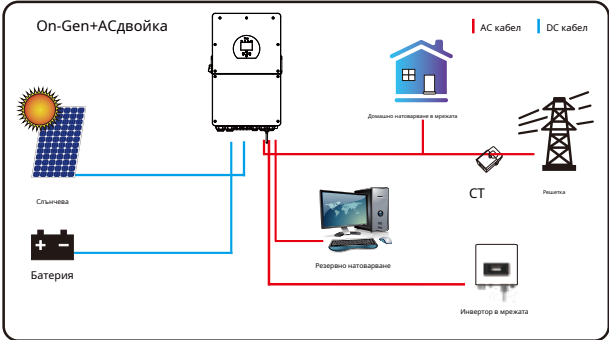 On-Gen+ACдвойка
AC кабел
DC кабел
Домашно натоварване в мрежата
CT
Решетка
Слънчева
Резервно натоварване
Батерия
Инвертор в мрежата